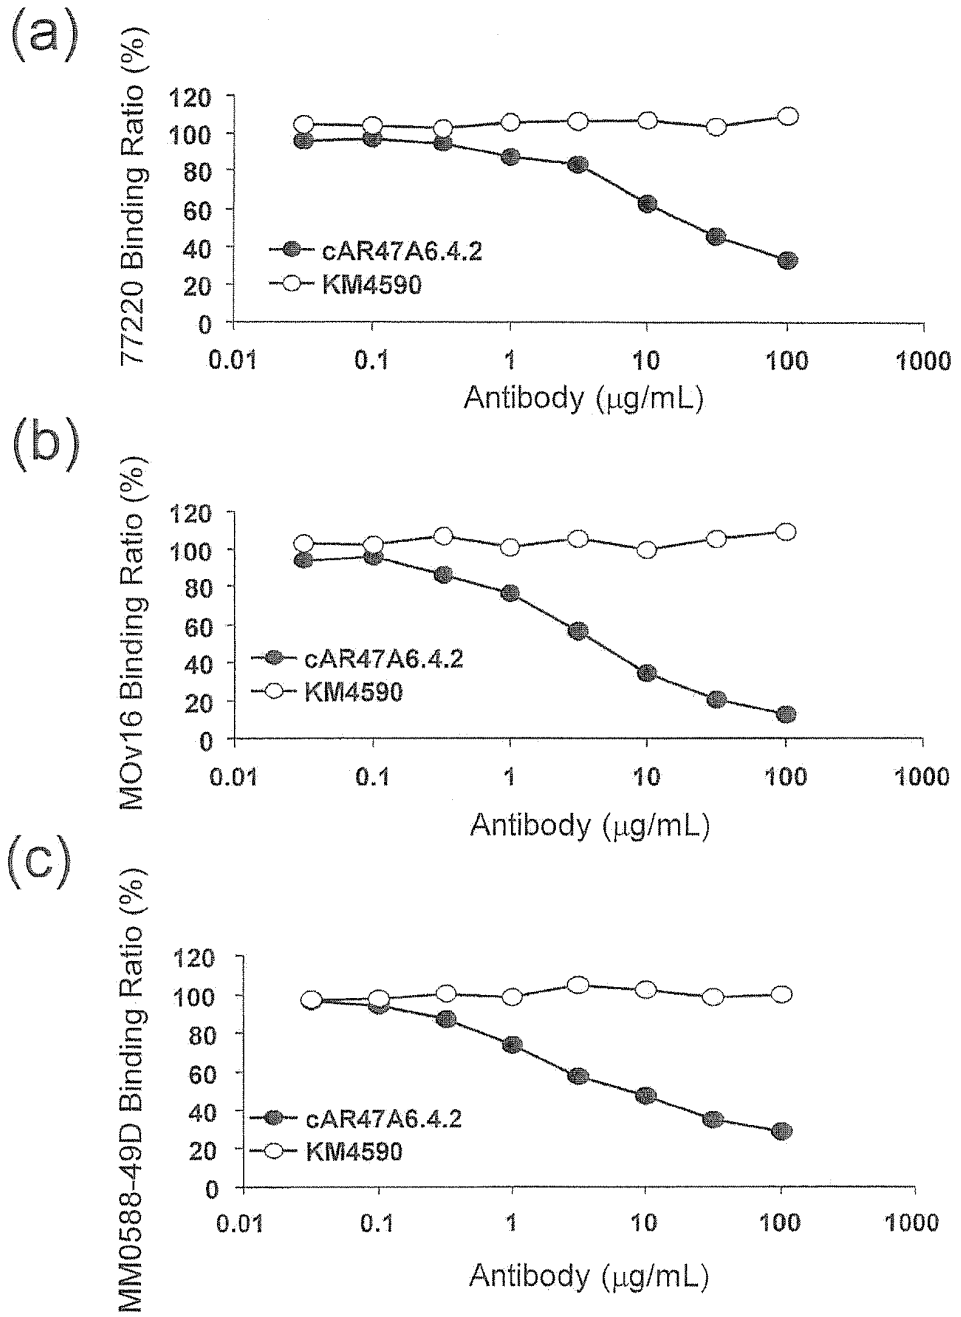 (a)
77220 Binding Ratio (%)
120
100
80
60
40
20
0
cAR47A6.4.2
KM4590
0.01 0.1 1 10 100 1000
Antibody (μg/mL)
(b)
MOv16 Binding Ratio (%)
120
100
80
60
40
20
0
cAR47A6.4.2
KM4590
0.01 0.1 1 10 100 1000
Antibody (μg/mL)
(c)
MM0588-49D Binding Ratio (%)
120
100
80
60
40
20
0
cAR47A6.4.2
KM4590
0.01 0.1 1 10 100 1000
Antibody (μg/mL)